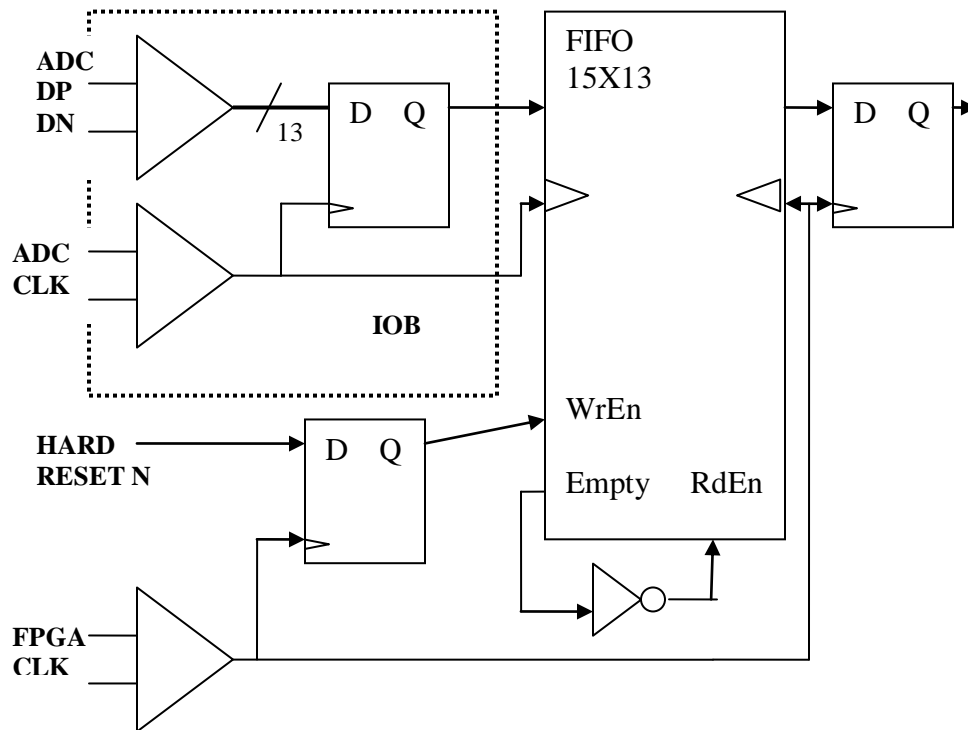 ADC
DP
DN
13
D Q
FIFO
15X13
D Q
ADC
CLK
IOB
HARD
RESET N
D Q
WrEn
Empty RdEn
FPGA
CLK